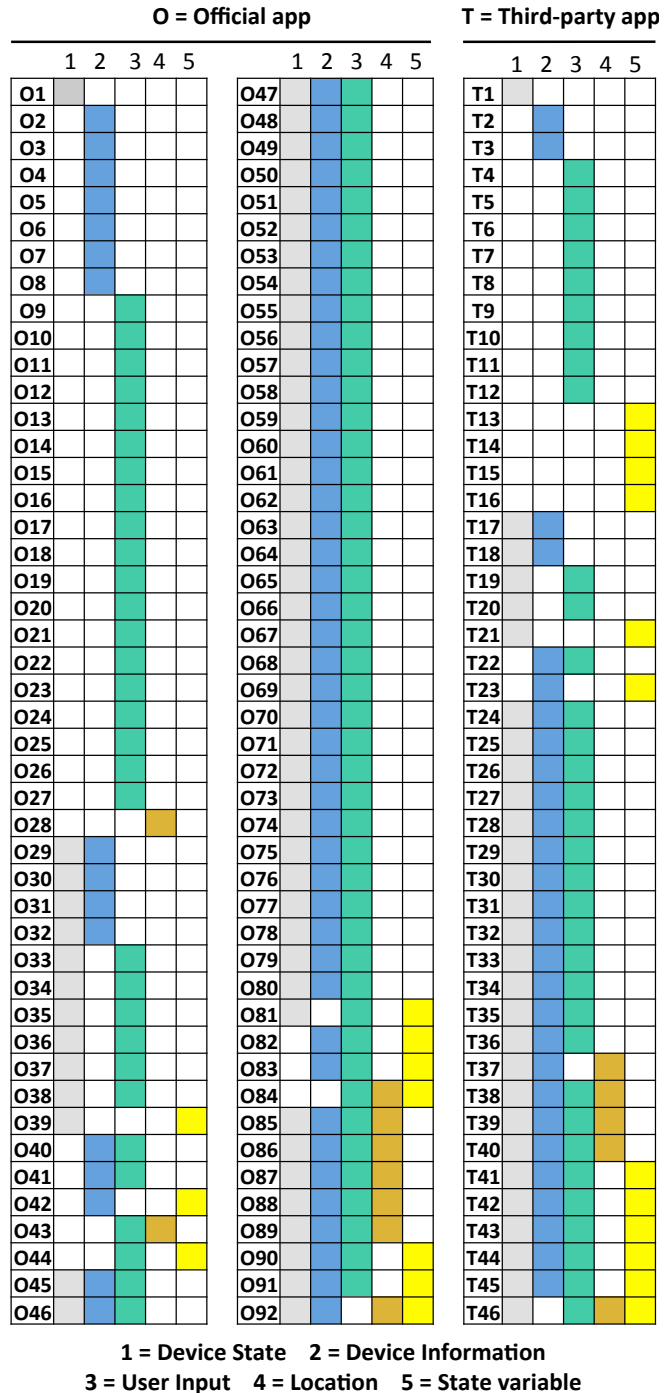 O = Official app
T = Third-party app
1 2 3 4 5
1 2 3 4 5
1 2 3 4 5
O1 O47 T1
O2 O48 T2
O3 O49 T3
O4 O50 T4
O5 O51 T5
O6 O52 T6
O7 O53 T7
O8 O54 T8
O9 O55 T9
O10 O56 T10
O11 O57 T11
O12 O58 T12
O13 O59 T13
O14 O60 T14
O15 O61 T15
O16 O62 T16
O17 O63 T17
O18 O64 T18
O19 O65 T19
O20 O66 T20
O21 O67 T21
O22 O68 T22
O23 O69 T23
O24 O70 T24
O25 O71 T25
O26 O72 T26
O27 O73 T27
O28 O74 T28
O29 O75 T29
O30 O76 T30
O31 O77 T31
O32 O78 T32
O33 O79 T33
O34 O80 T34
O35 O81 T35
O36 O82 T36
O37 O83 T37
O38 O84 T38
O39 O85 T39
O40 O86 T40
O41 O87 T41
O42 O88 T42
O43 O89 T43
O44 O90 T44
O45 O91 T45
O46 O92 T46
1 = Device State 2 = Device Information
3 = User Input 4 = Location 5 = State variable